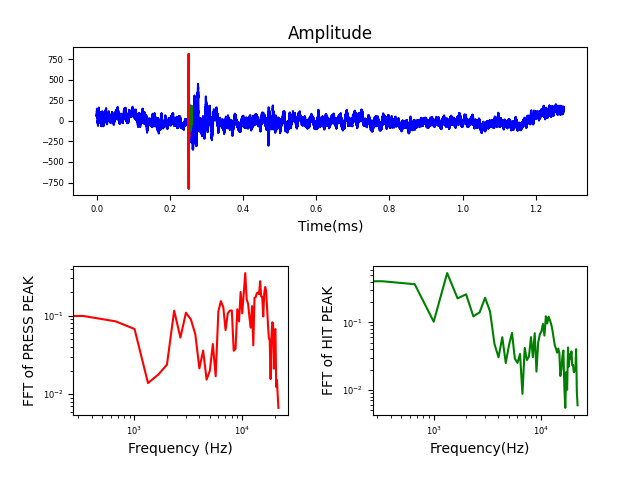 Amplitude
750
500
250
0
−250
−500
−750
0.0 0.2 0.4 0.6 0.8 1.0 1.2
Time(ms)
FFT of PRESS PEAK
10⁻¹
10⁻²
10³ 10⁴
Frequency (Hz)
FFT of HIT PEAK
10⁻¹
10⁻²
10³ 10⁴
Frequency(Hz)